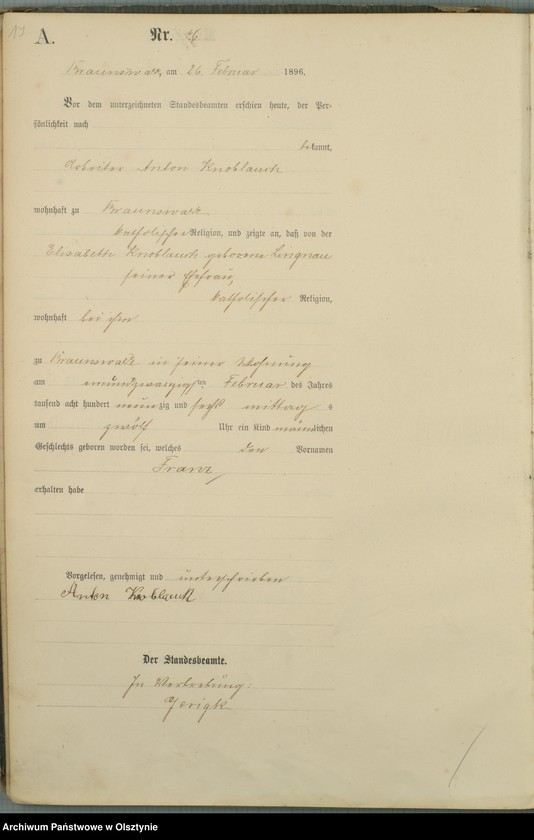 17
A.
Nr. 16
Braunswalde, am 26. Februar 1896.
Vor dem unterzeichneten Standesbeamten erschien heute, der Per-
sönlichkeit nach
bekannt,
Arbeiter Anton Knoblauch
wohnhaft zu Braunswalde
katholischer Religion, und zeigte an, daß von der
Elisabeth Knoblauch geborene Lingnau
seiner Ehefrau,
katholischer Religion,
wohnhaft bei ihm
zu Braunswalde in seiner Wohnung
am einundzwanzigsten Februar des Jahres
tausend acht hundert neunzig und sechs mittags
um zwölf Uhr ein Kind männlichen
Geschlechts geboren worden sei, welches den Vornamen
Franz
erhalten habe
Vorgelesen, genehmigt und unterschrieben
Anton Knoblauch
Der Standesbeamte.
In Vertretung:
Archiwum Państwowe w Olsztynie